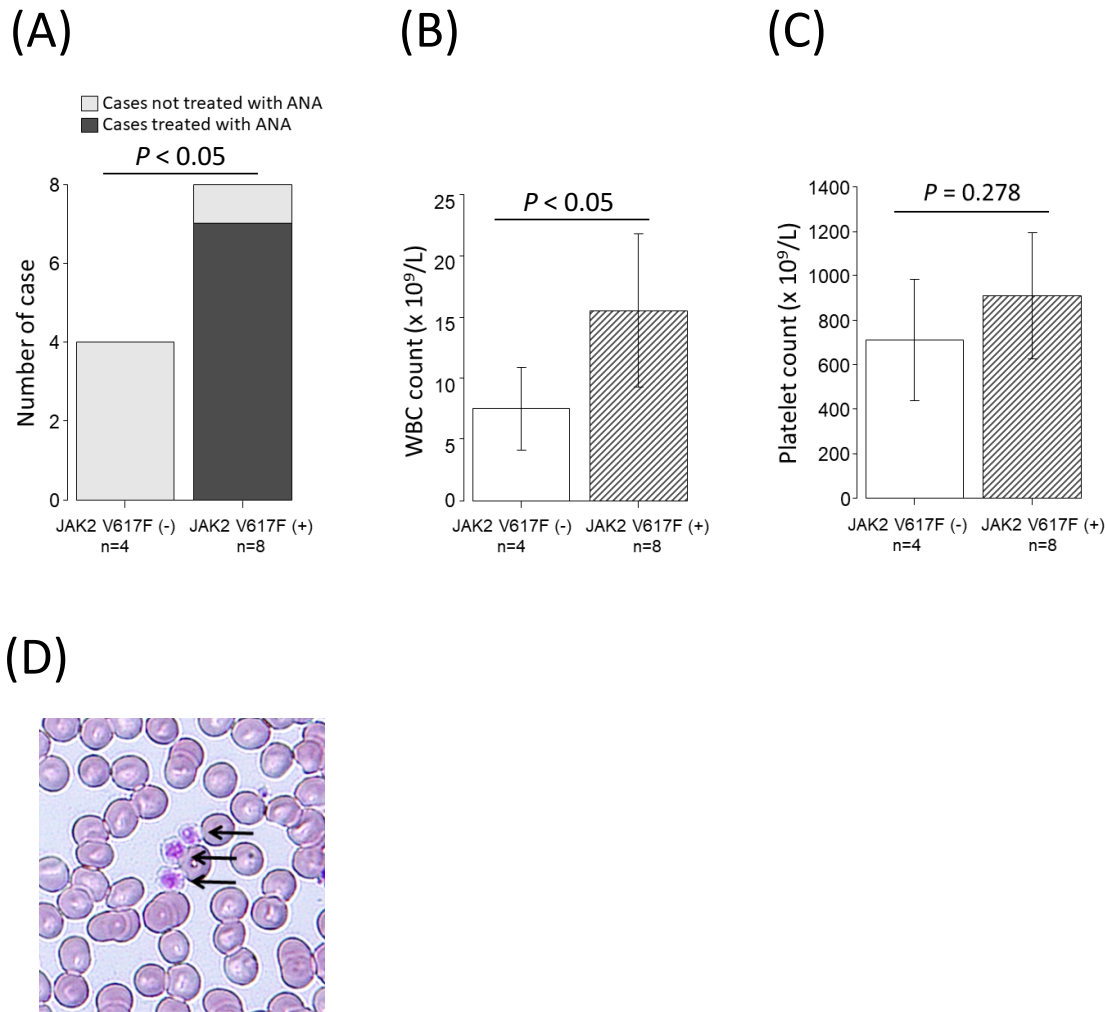 (A)
Cases not treated with ANA
Cases treated with ANA
P < 0.05
8
6
4
2
0
Number of case
JAK2 V617F (-)
n=4
JAK2 V617F (+)
n=8
(B)
P < 0.05
25
20
15
10
5
0
WBC count (x 10⁹/L)
JAK2 V617F (-)
n=4
JAK2 V617F (+)
n=8
(C)
P = 0.278
1400
1200
1000
800
600
400
200
0
Platelet count (x 10⁹/L)
JAK2 V617F (-)
n=4
JAK2 V617F (+)
n=8
(D)